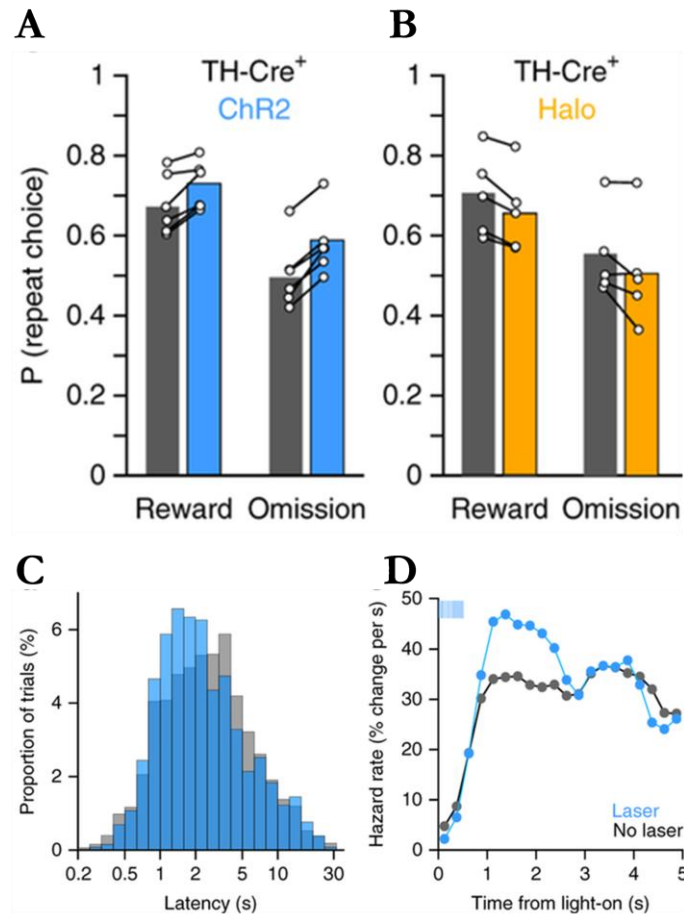 A
TH-Cre+
ChR2
1
0.8
0.6
0.4
0.2
0
P (repeat choice)
Reward Omission
B
TH-Cre+
Halo
1
0.8
0.6
0.4
0.2
0
Reward Omission
C
6
4
2
0
Proportion of trials (%)
0.2 0.5 1 2 5 10 30
Latency (s)
D
50
40
30
20
10
0
Hazard rate (% change per s)
Laser
No laser
0 1 2 3 4 5
Time from light-on (s)